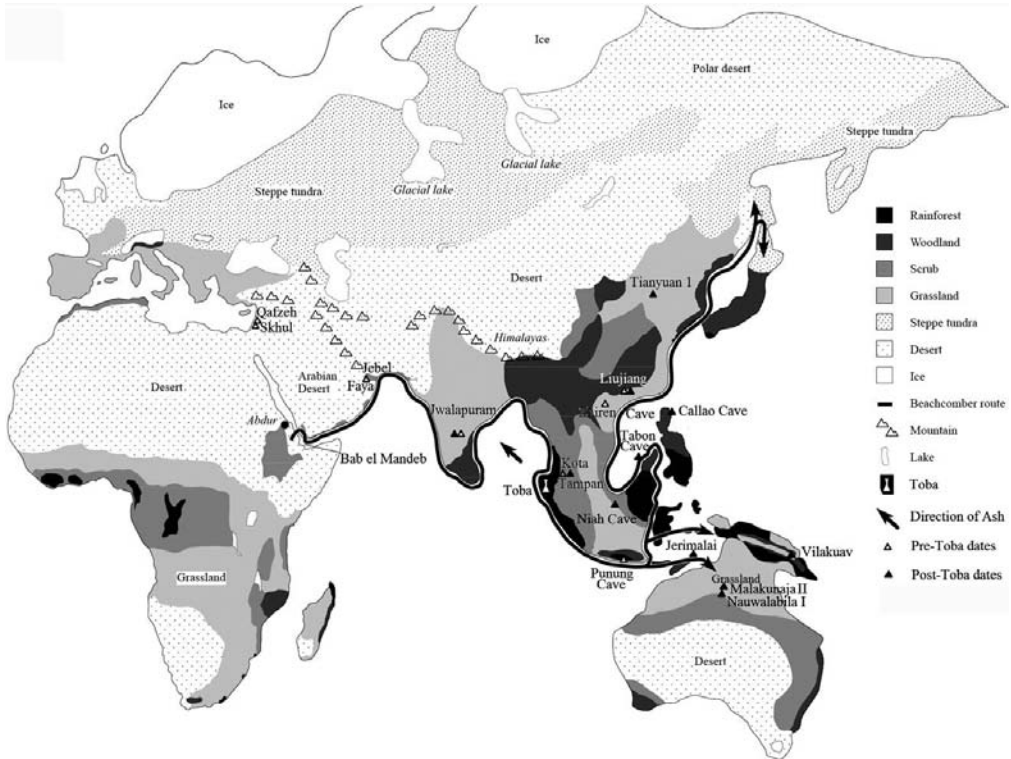 Ice
Ice
Polar desert
Steppe tundra
Glacial lake
Glacial lake
Steppe tundra
Desert
Tianyuan 1
Qafzeh
Skhul
Himalayas
Jebel
Faya
Arabian
Desert
Desert
Abdur
Bab el Mandeb
Jwalapuram
Liujiang
Zhiren
Cave
Callao Cave
Tabon
Cave
Kota
Tampan
Toba
Niah Cave
Jerimalai
Vilakuav
Punung
Cave
Grassland
Malakunaja II
Nauwalabila I
Grassland
Desert
Rainforest
Woodland
Scrub
Grassland
Steppe tundra
Desert
Ice
Beachcomber route
Mountain
Lake
Toba
Direction of Ash
Pre-Toba dates
Post-Toba dates